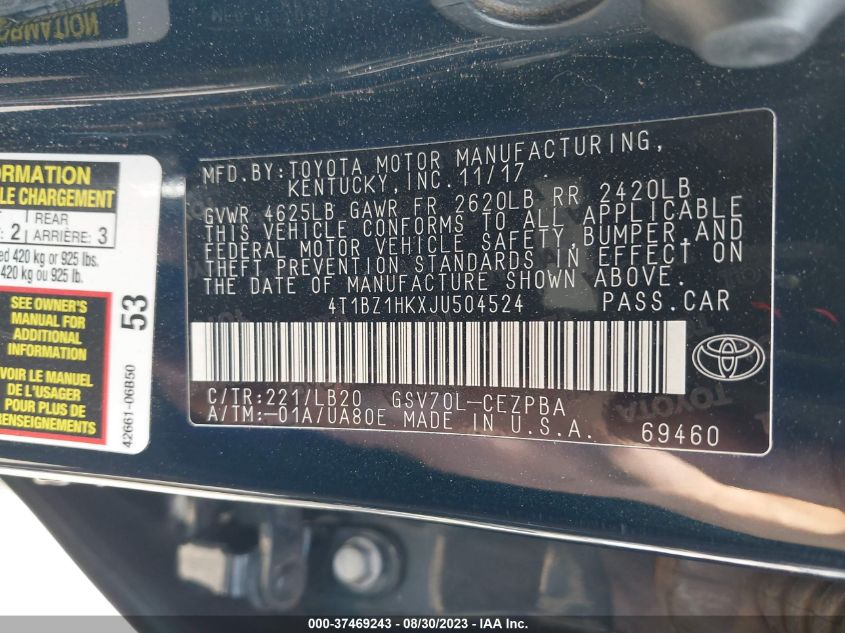 ORMATION
LE CHARGEMENT
2 REAR ARRIÈRE: 3
ed 420 kg or 925 lbs.
420 kg ou 925 lb.
SEE OWNER'S
MANUAL FOR
ADDITIONAL
INFORMATION
VOIR LE MANUEL
DE L'USAGER
POUR PLUS DE
RENSEIGNEMENTS
53
42661-06B50
MFD.BY:TOYOTA MOTOR MANUFACTURING,
KENTUCKY,INC.11/17
GVWR 4625LB GAWR FR 2620LB RR 2420LB
THIS VEHICLE CONFORMS TO ALL APPLICABLE
FEDERAL MOTOR VEHICLE SAFETY,BUMPER,AND
THEFT PREVENTION STANDARDS IN EFFECT ON
THE DATE OF MANUFACTURE SHOWN ABOVE.
4T1BZ1HKXJU504524 PASS.CAR
C/TR:221/LB20 GSV70L-CEZPBA
A/TM:-01A/UA80E MADE IN U.S.A. 69460
000-37469243 - 08/30/2023 - IAA Inc.